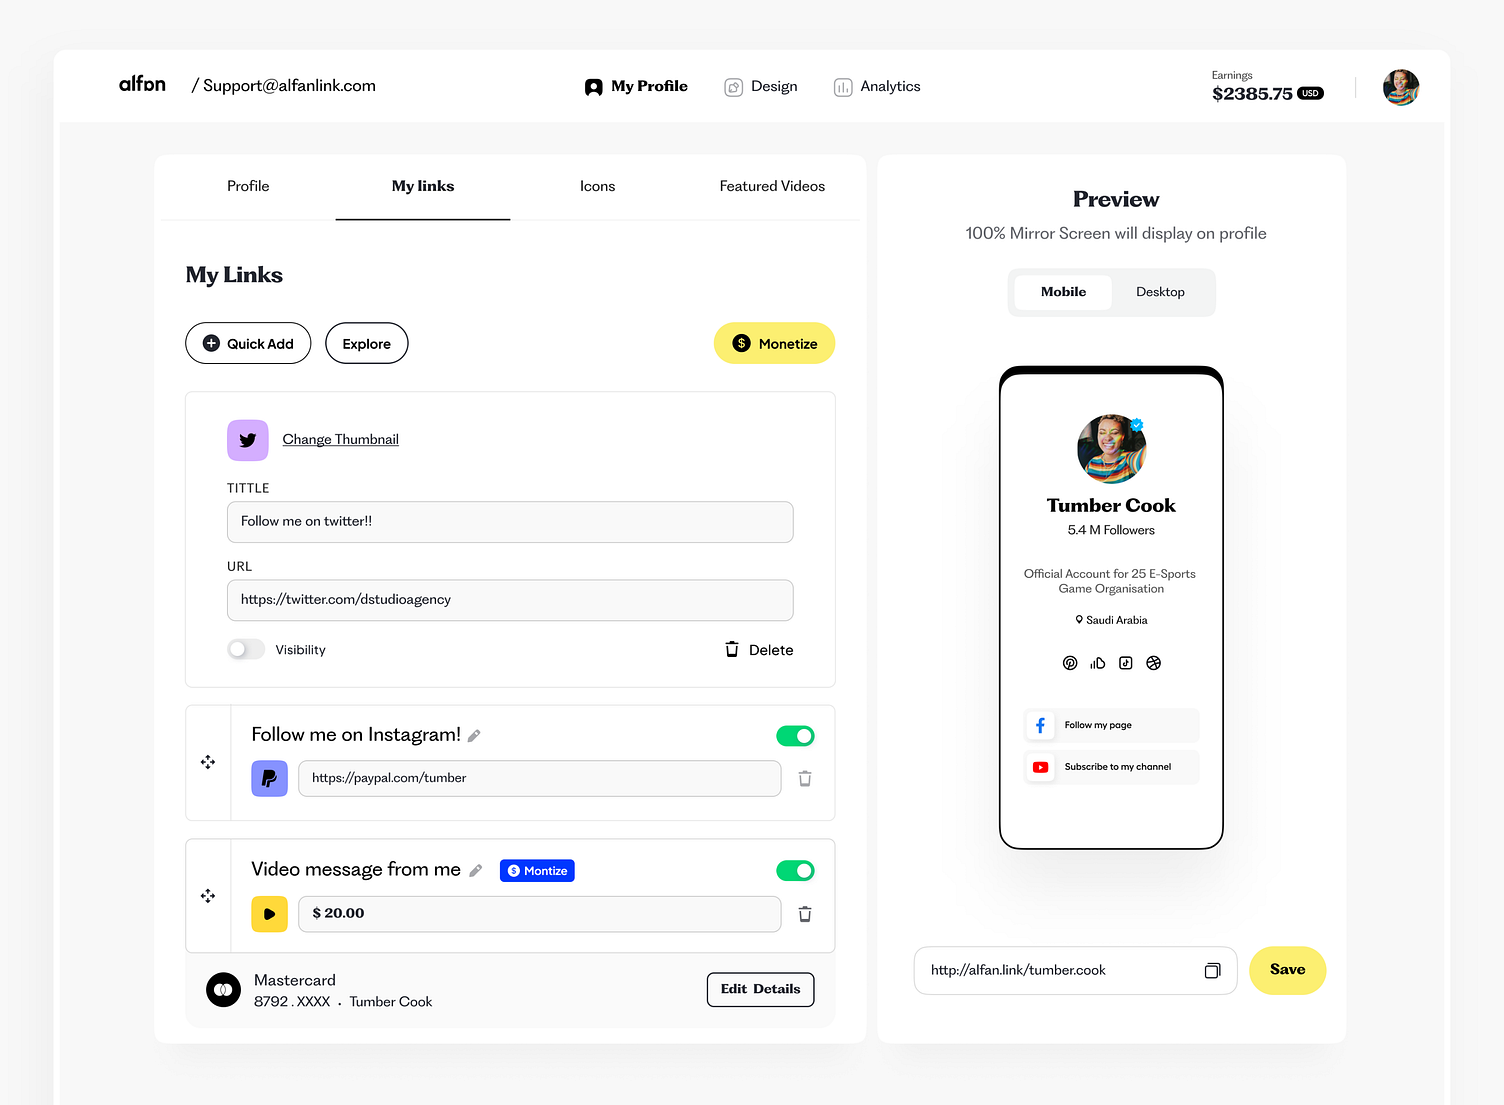 alfan / Support@alfanlink.com
My Profile
Design
Analytics
Earnings
$2385.75 USD
Profile
My links
Icons
Featured Videos
My Links
Quick Add
Explore
$ Monetize
Change Thumbnail
TITTLE
Follow me on twitter!!
URL
https://twitter.com/dstudioagency
Visibility
Delete
Follow me on Instagram!
https://paypal.com/tumber
Video message from me
$ Montize
$ 20.00
Mastercard
8792 . XXXX • Tumber Cook
Edit Details
Preview
100% Mirror Screen will display on profile
Mobile
Desktop
Tumber Cook
5.4 M Followers
Official Account for 25 E-Sports
Game Organisation
Saudi Arabia
Follow my page
Subscribe to my channel
http://alfan.link/tumber.cook
Save